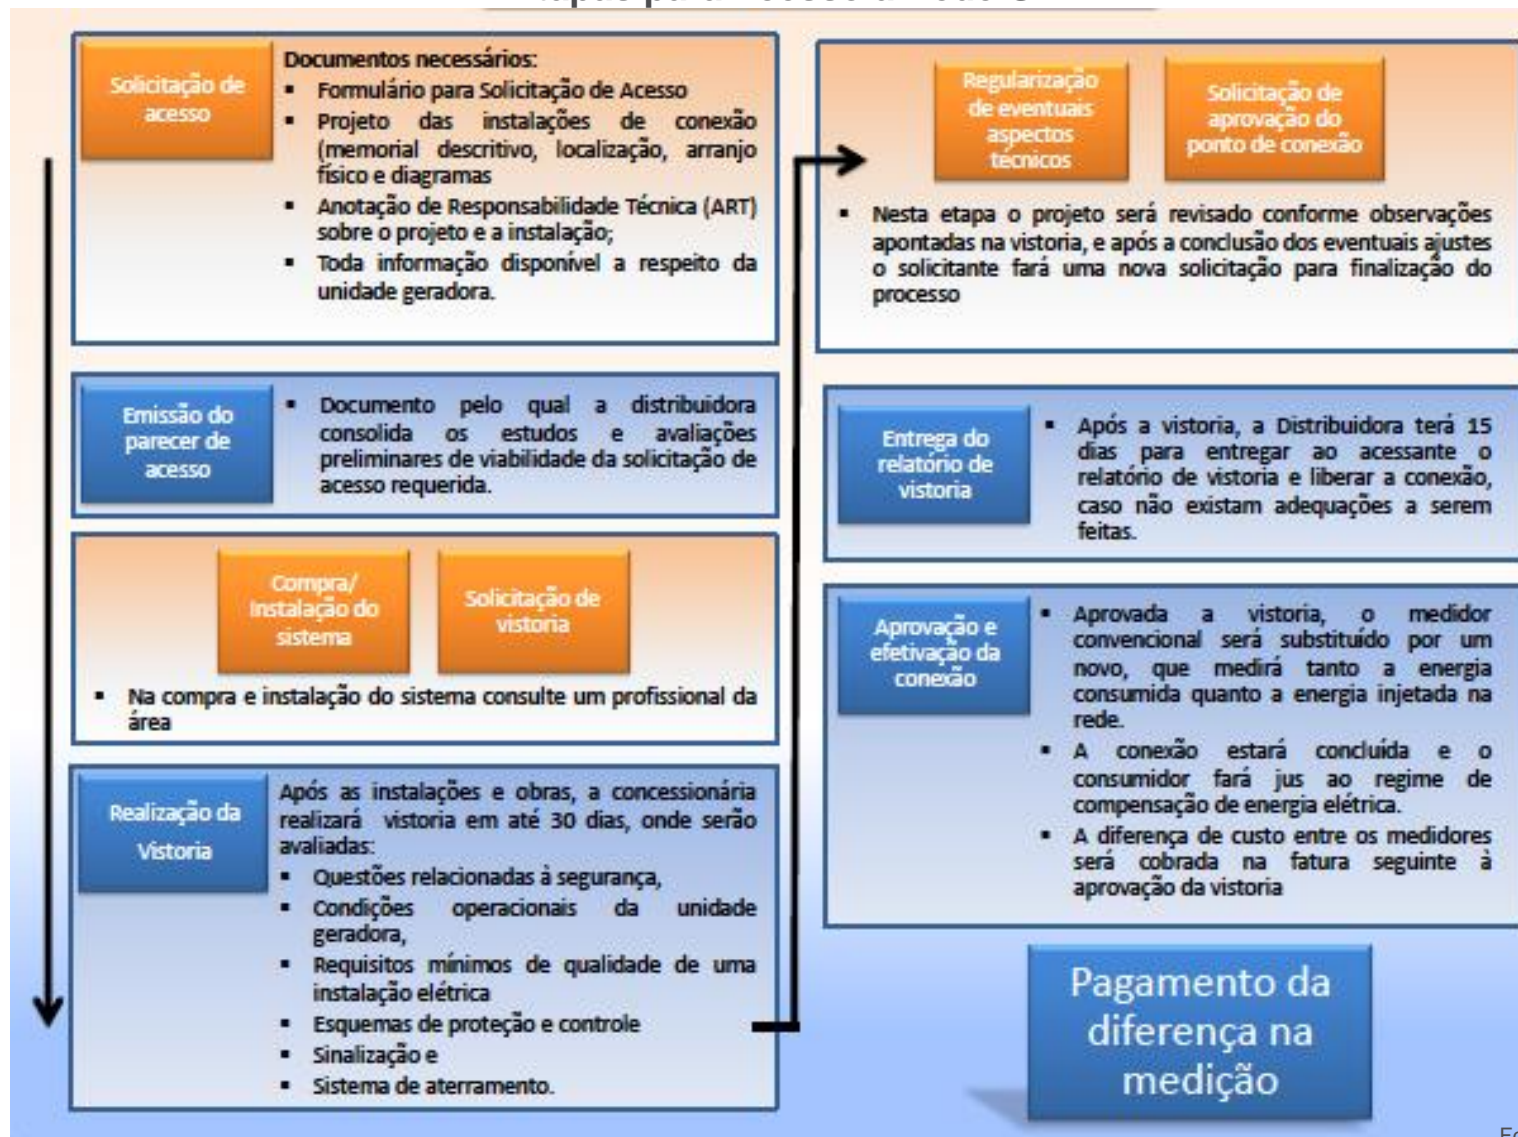 Solicitação de
acesso
Documentos necessários:
▪ Formulário para Solicitação de Acesso
▪ Projeto das instalações de conexão
(memorial descritivo, localização, arranjo
físico e diagramas
▪ Anotação de Responsabilidade Técnica (ART)
sobre o projeto e a instalação;
▪ Toda informação disponível a respeito da
unidade geradora.
Emissão do
parecer de
acesso
▪ Documento pelo qual a distribuidora
consolida os estudos e avaliações
preliminares de viabilidade da solicitação de
acesso requerida.
Compra/
Instalação do
sistema
Solicitação de
vistoria
▪ Na compra e instalação do sistema consulte um profissional da
área
Realização da
Vistoria
Após as instalações e obras, a concessionária
realizará vistoria em até 30 dias, onde serão
avaliadas:
▪ Questões relacionadas à segurança,
▪ Condições operacionais da unidade
geradora,
▪ Requisitos mínimos de qualidade de uma
instalação elétrica
▪ Esquemas de proteção e controle
▪ Sinalização e
▪ Sistema de aterramento.
Regularização
de eventuais
aspectos
técnicos
Solicitação de
aprovação do
ponto de conexão
▪ Nesta etapa o projeto será revisado conforme observações
apontadas na vistoria, e após a conclusão dos eventuais ajustes
o solicitante fará uma nova solicitação para finalização do
processo
Entrega do
relatório de
vistoria
▪ Após a vistoria, a Distribuidora terá 15
dias para entregar ao acessante o
relatório de vistoria e liberar a conexão,
caso não existam adequações a serem
feitas.
Aprovação e
efetivação da
conexão
▪ Aprovada a vistoria, o medidor
convencional será substituído por um
novo, que medirá tanto a energia
consumida quanto a energia injetada na
rede.
▪ A conexão estará concluída e o
consumidor fará jus ao regime de
compensação de energia elétrica.
▪ A diferença de custo entre os medidores
será cobrada na fatura seguinte à
aprovação da vistoria
Pagamento da
diferença na
medição